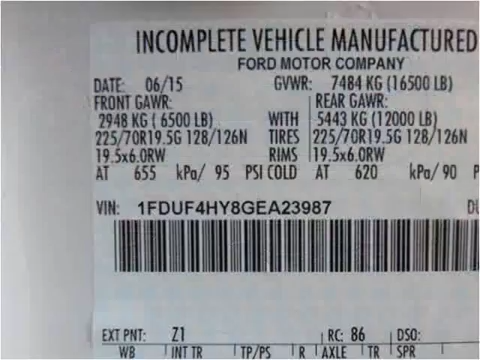 INCOMPLETE VEHICLE MANUFACTURED
FORD MOTOR COMPANY
DATE: 06/15 GVWR: 7484 KG (16500 LB)
FRONT GAWR: REAR GAWR:
2948 KG ( 6500 LB) WITH 5443 KG (12000 LB)
225/70R19.5G 128/126N TIRES 225/70R19.5G 128/126N
19.5x6.0RW RIMS 19.5x6.0RW
AT 655 kPa/ 95 PSI COLD AT 620 kPa/ 90 P
VIN: 1FDUF4HY8GEA23987 DU
EXT PNT: Z1 RC: 86 DSO:
WB INT TR TP/PS R AXLE TR SPR